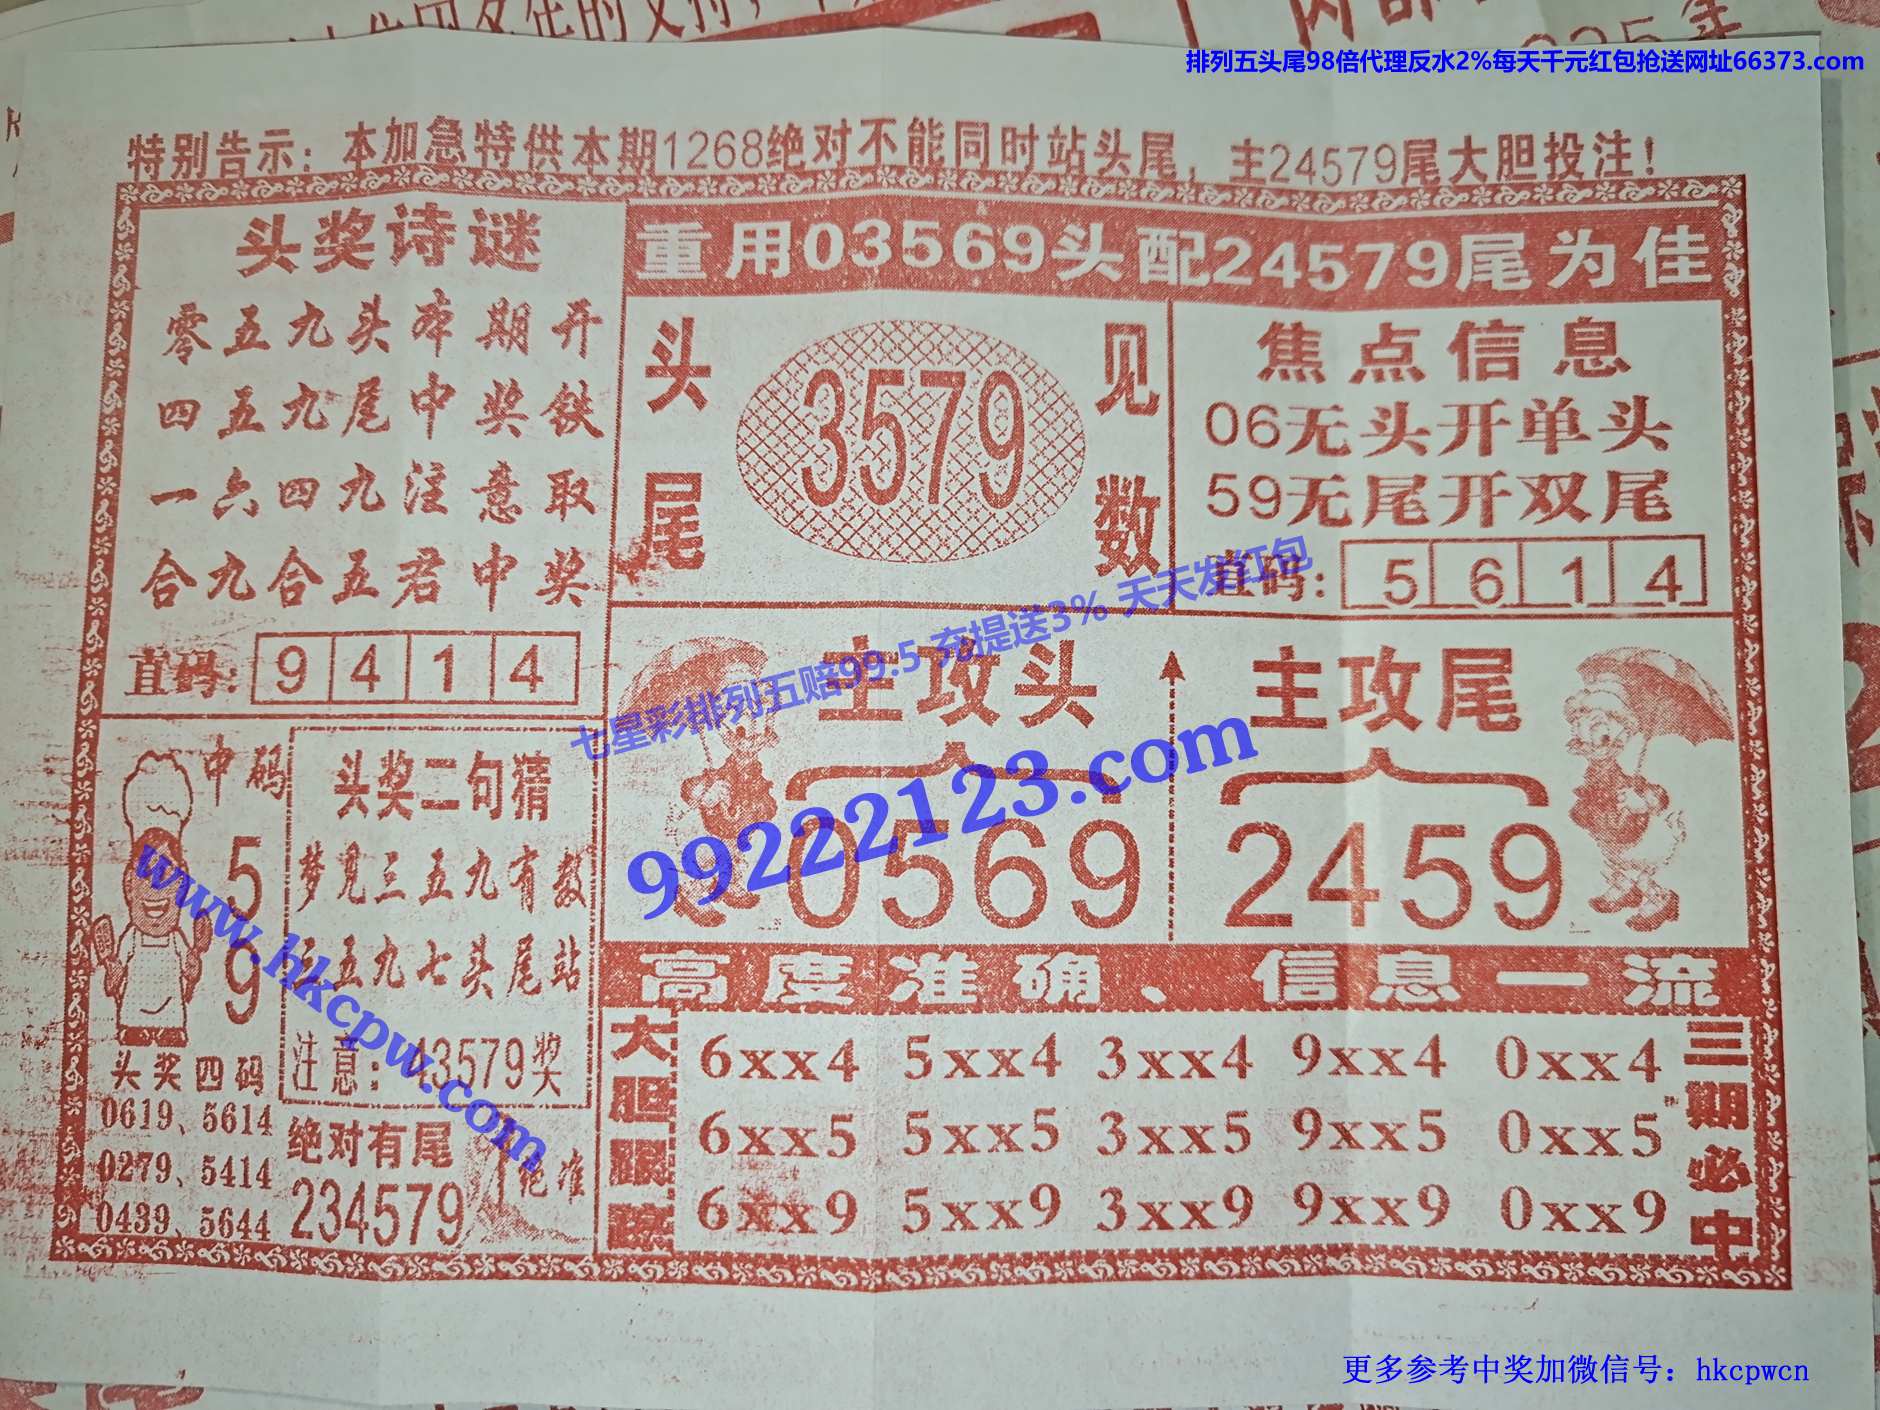 排列五头尾98倍代理反水2%每天千元红包抢送网址66373.com
特别告示：本加急特供本期1268绝对不能同时站头尾，主24579尾大胆投注！
头奖诗谜
零五九头本期开
四五九尾中奖铁
一六四九注意取
合九合五君中奖
直码：9414
重用03569头配24579尾为佳
头尾
3579
见数
焦点信息
06无头开单头
59无尾开双尾
直码：5614
七星彩排列五赔99.5 充提送3% 天天发红包
99222123.com
主攻头
0569
主攻尾
2459
中码
59
头奖二句猜
梦见三五九有数
五九七头尾站
注意：43579奖
www.hkcpw.com
头奖四码
0619、5614
0279、5414
0439、5644
绝对有尾
234579
准
高度准确、信息一流
大胆跟踪
6xx4 5xx4 3xx4 9xx4 0xx4
6xx5 5xx5 3xx5 9xx5 0xx5
6xx9 5xx9 3xx9 9xx9 0xx9
三期必中
更多参考中奖加微信号：hkcpwcn